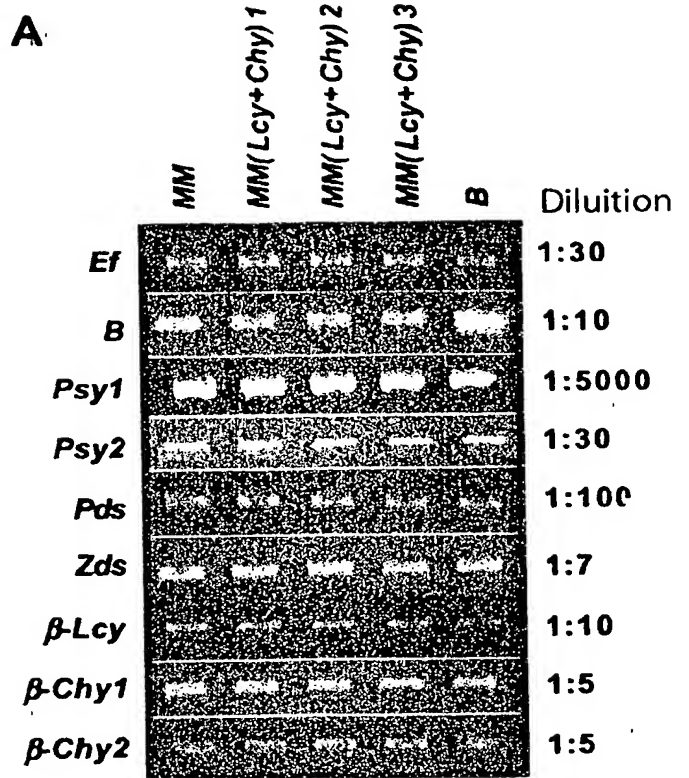 A
MM
MM(Lcy+Chy) 1
MM(Lcy+Chy) 2
MM(Lcy+Chy) 3
B
Diluition
Ef 1:30
B 1:10
Psy1 1:5000
Psy2 1:30
Pds 1:100
Zds 1:7
β-Lcy 1:10
β-Chy1 1:5
β-Chy2 1:5